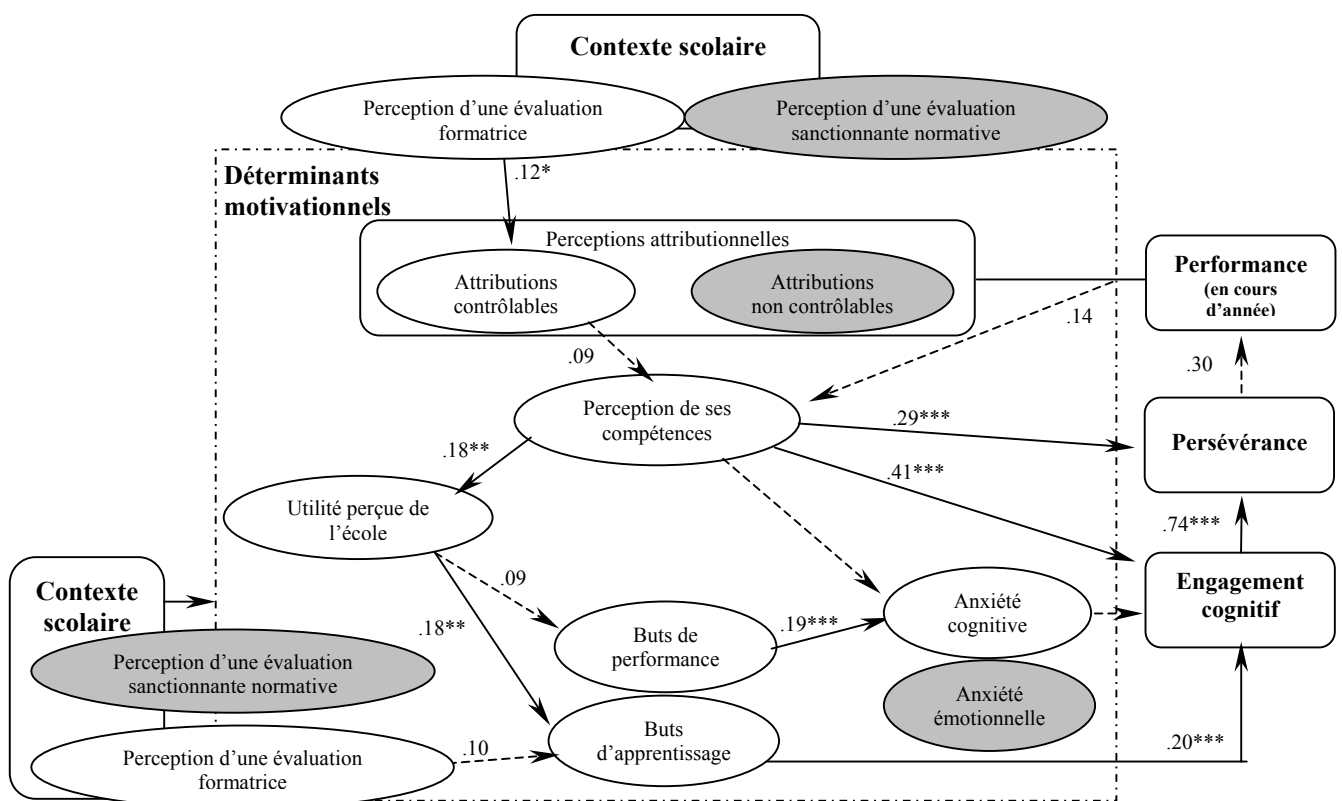 Contexte scolaire
Perception d'une évaluation
formatrice
Perception d'une évaluation
sanctionnante normative
.12*
Déterminants
motivationnels
Perceptions attributionnelles
Attributions
contrôlables
Attributions
non contrôlables
Performance
(en cours
d'année)
.14
.09
.30
Perception de ses
compétences
.29***
Persévérance
.18**
.41***
Utilité perçue de
l'école
.74***
.09
Contexte
scolaire
Anxiété
cognitive
Engagement
cognitif
.18**
Buts de
performance
.19***
Perception d'une évaluation
sanctionnante normative
Anxiété
émotionnelle
Buts
d'apprentissage
.10
.20***
Perception d'une évaluation
formatrice